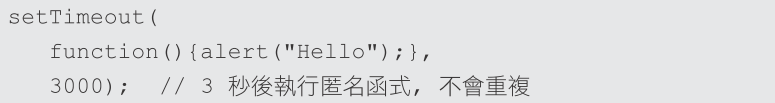 setTimeout(
   function(){alert("Hello");},
   3000);  // 3 秒後執行匿名函式, 不會重複